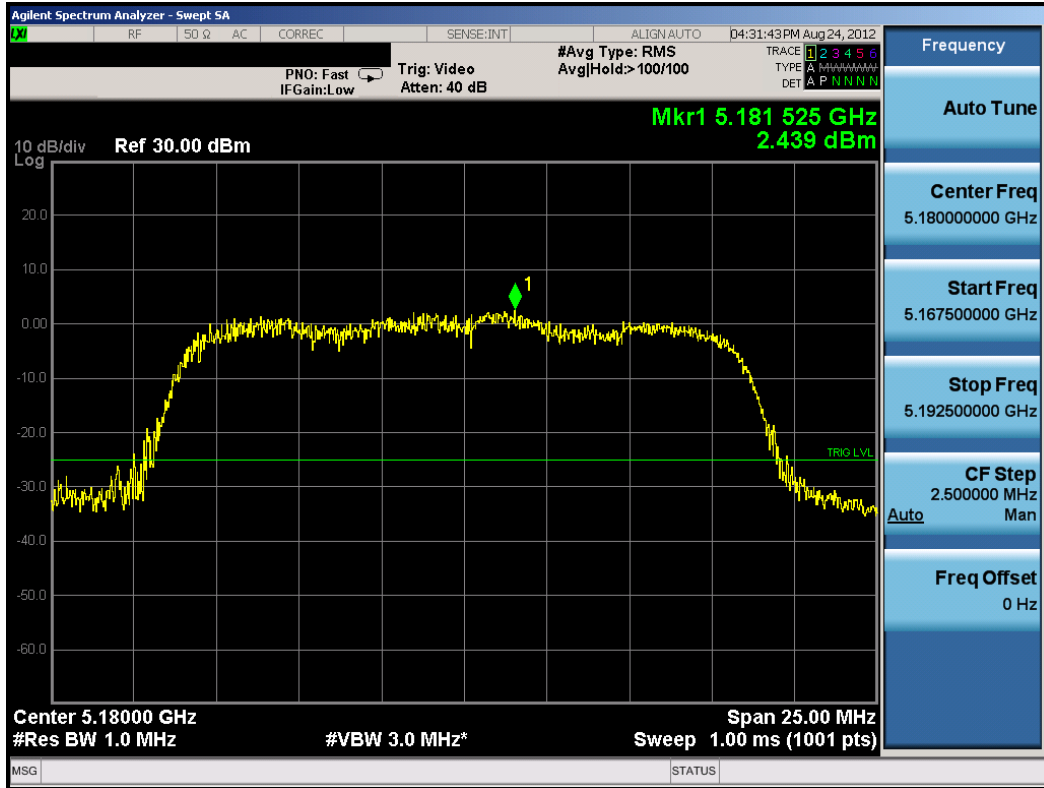 Agilent Spectrum Analyzer - Swept SA
LXI RF 50 Ω AC CORREC SENSE:INT ALIGN AUTO 04:31:43 PM Aug 24, 2012
PNO: Fast
IFGain:Low
Trig: Video
Atten: 40 dB
#Avg Type: RMS
Avg|Hold:>100/100
TRACE 1 2 3 4 5 6
TYPE A M W W W W W
DET A P N N N N
Mkr1 5.181 525 GHz
2.439 dBm
10 dB/div Ref 30.00 dBm
Log
20.0
10.0
0.00
-10.0
-20.0
-30.0
-40.0
-50.0
-60.0
1
TRIG LVL
Center 5.18000 GHz Span 25.00 MHz
#Res BW 1.0 MHz #VBW 3.0 MHz* Sweep 1.00 ms (1001 pts)
MSG STATUS
Frequency
Auto Tune
Center Freq
5.180000000 GHz
Start Freq
5.167500000 GHz
Stop Freq
5.192500000 GHz
CF Step
2.500000 MHz
Auto Man
Freq Offset
0 Hz